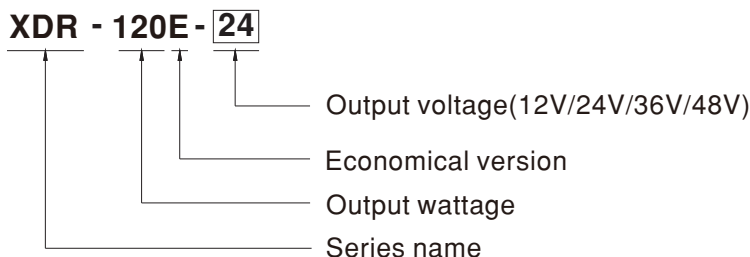 XDR - 120E - 24
Output voltage(12V/24V/36V/48V)
Economical version
Output wattage
Series name